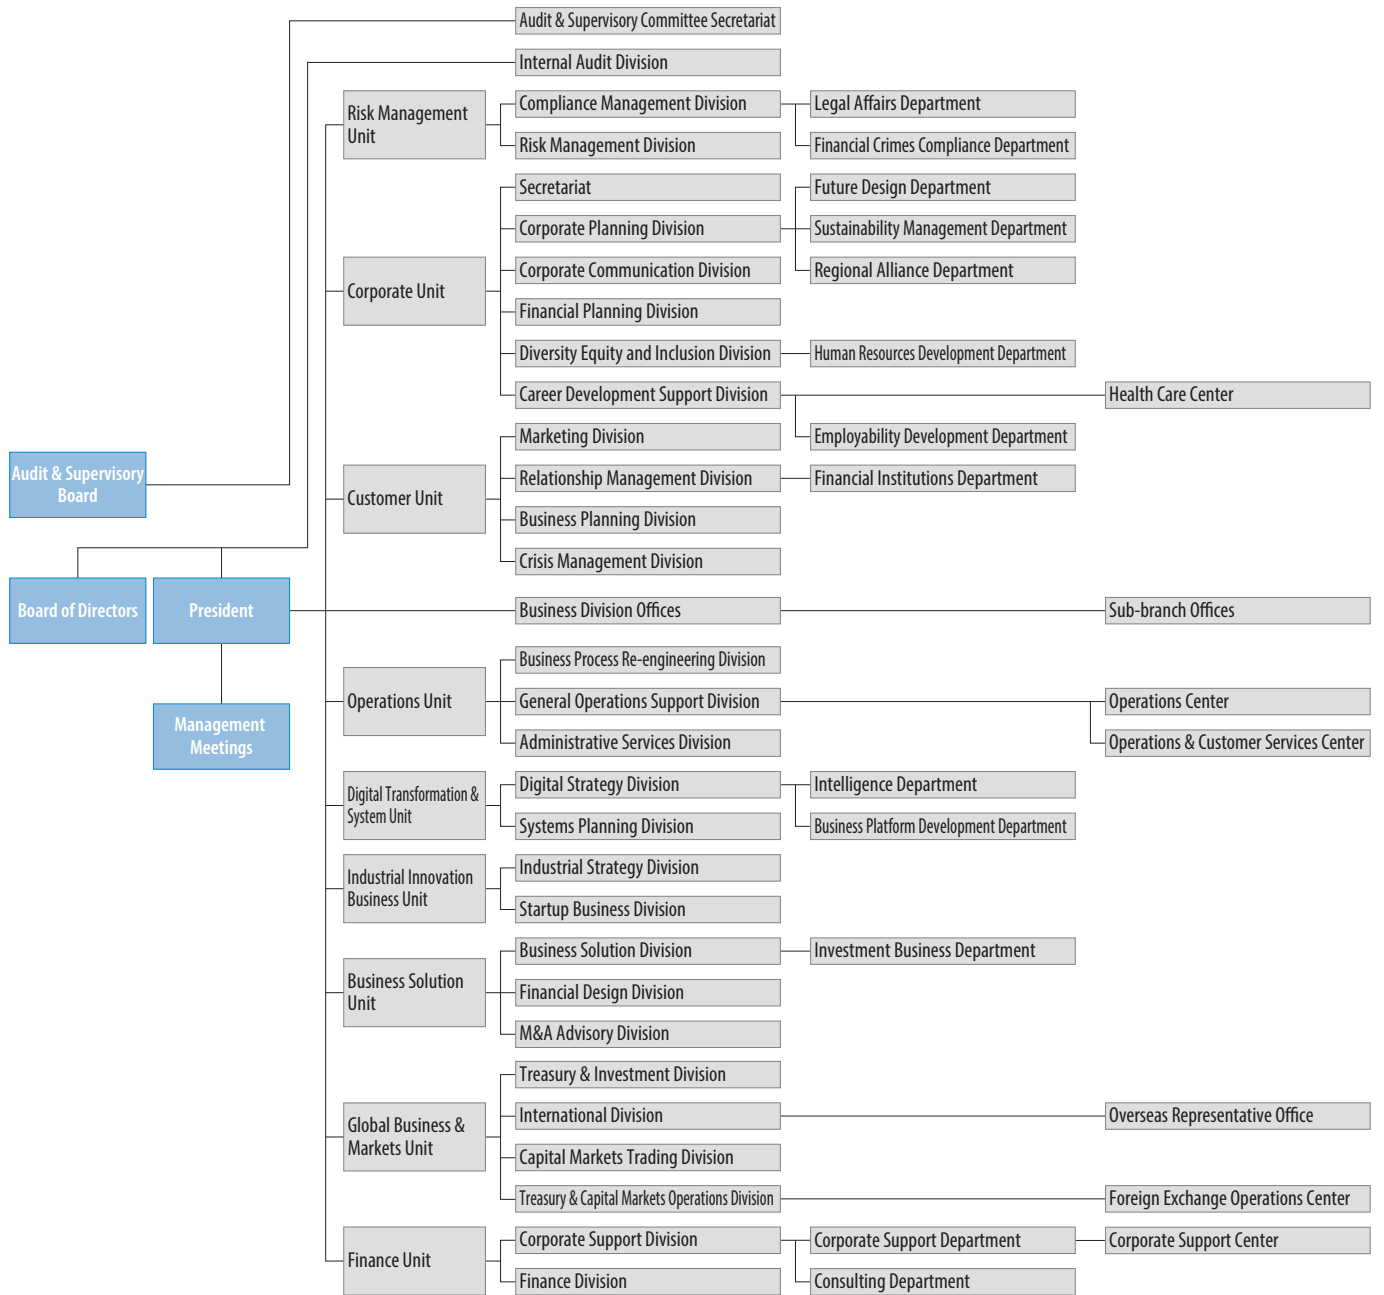 Audit & Supervisory Committee Secretariat
Internal Audit Division
Risk Management
Unit
Compliance Management Division
Legal Affairs Department
Risk Management Division
Financial Crimes Compliance Department
Corporate Unit
Secretariat
Future Design Department
Corporate Planning Division
Sustainability Management Department
Corporate Communication Division
Regional Alliance Department
Financial Planning Division
Diversity Equity and Inclusion Division
Human Resources Development Department
Career Development Support Division
Health Care Center
Employability Development Department
Audit & Supervisory
Board
Customer Unit
Marketing Division
Relationship Management Division
Financial Institutions Department
Business Planning Division
Crisis Management Division
Board of Directors
President
Business Division Offices
Sub-branch Offices
Management
Meetings
Operations Unit
Business Process Re-engineering Division
General Operations Support Division
Operations Center
Administrative Services Division
Operations & Customer Services Center
Digital Transformation &
System Unit
Digital Strategy Division
Intelligence Department
Systems Planning Division
Business Platform Development Department
Industrial Innovation
Business Unit
Industrial Strategy Division
Startup Business Division
Business Solution
Unit
Business Solution Division
Investment Business Department
Financial Design Division
M&A Advisory Division
Global Business &
Markets Unit
Treasury & Investment Division
International Division
Overseas Representative Office
Capital Markets Trading Division
Treasury & Capital Markets Operations Division
Foreign Exchange Operations Center
Finance Unit
Corporate Support Division
Corporate Support Department
Corporate Support Center
Finance Division
Consulting Department